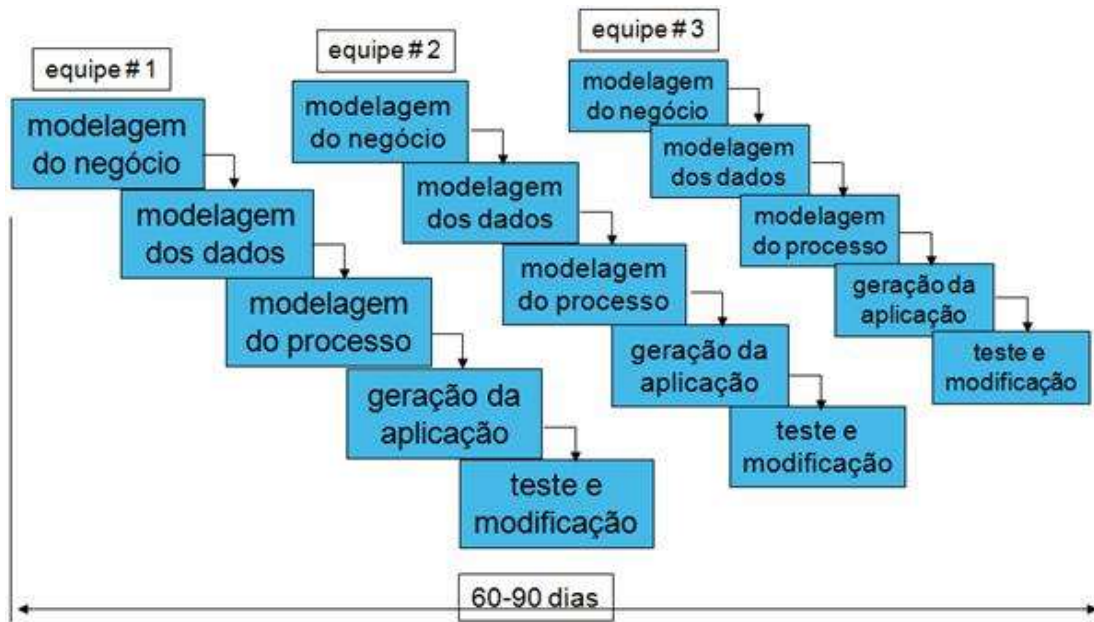 equipe # 1
modelagem
do negócio
modelagem
dos dados
modelagem
do processo
geração da
aplicação
teste e
modificação
equipe # 2
modelagem
do negócio
modelagem
dos dados
modelagem
do processo
geração da
aplicação
teste e
modificação
equipe # 3
modelagem
do negócio
modelagem
dos dados
modelagem
do processo
geração da
aplicação
teste e
modificação
60-90 dias